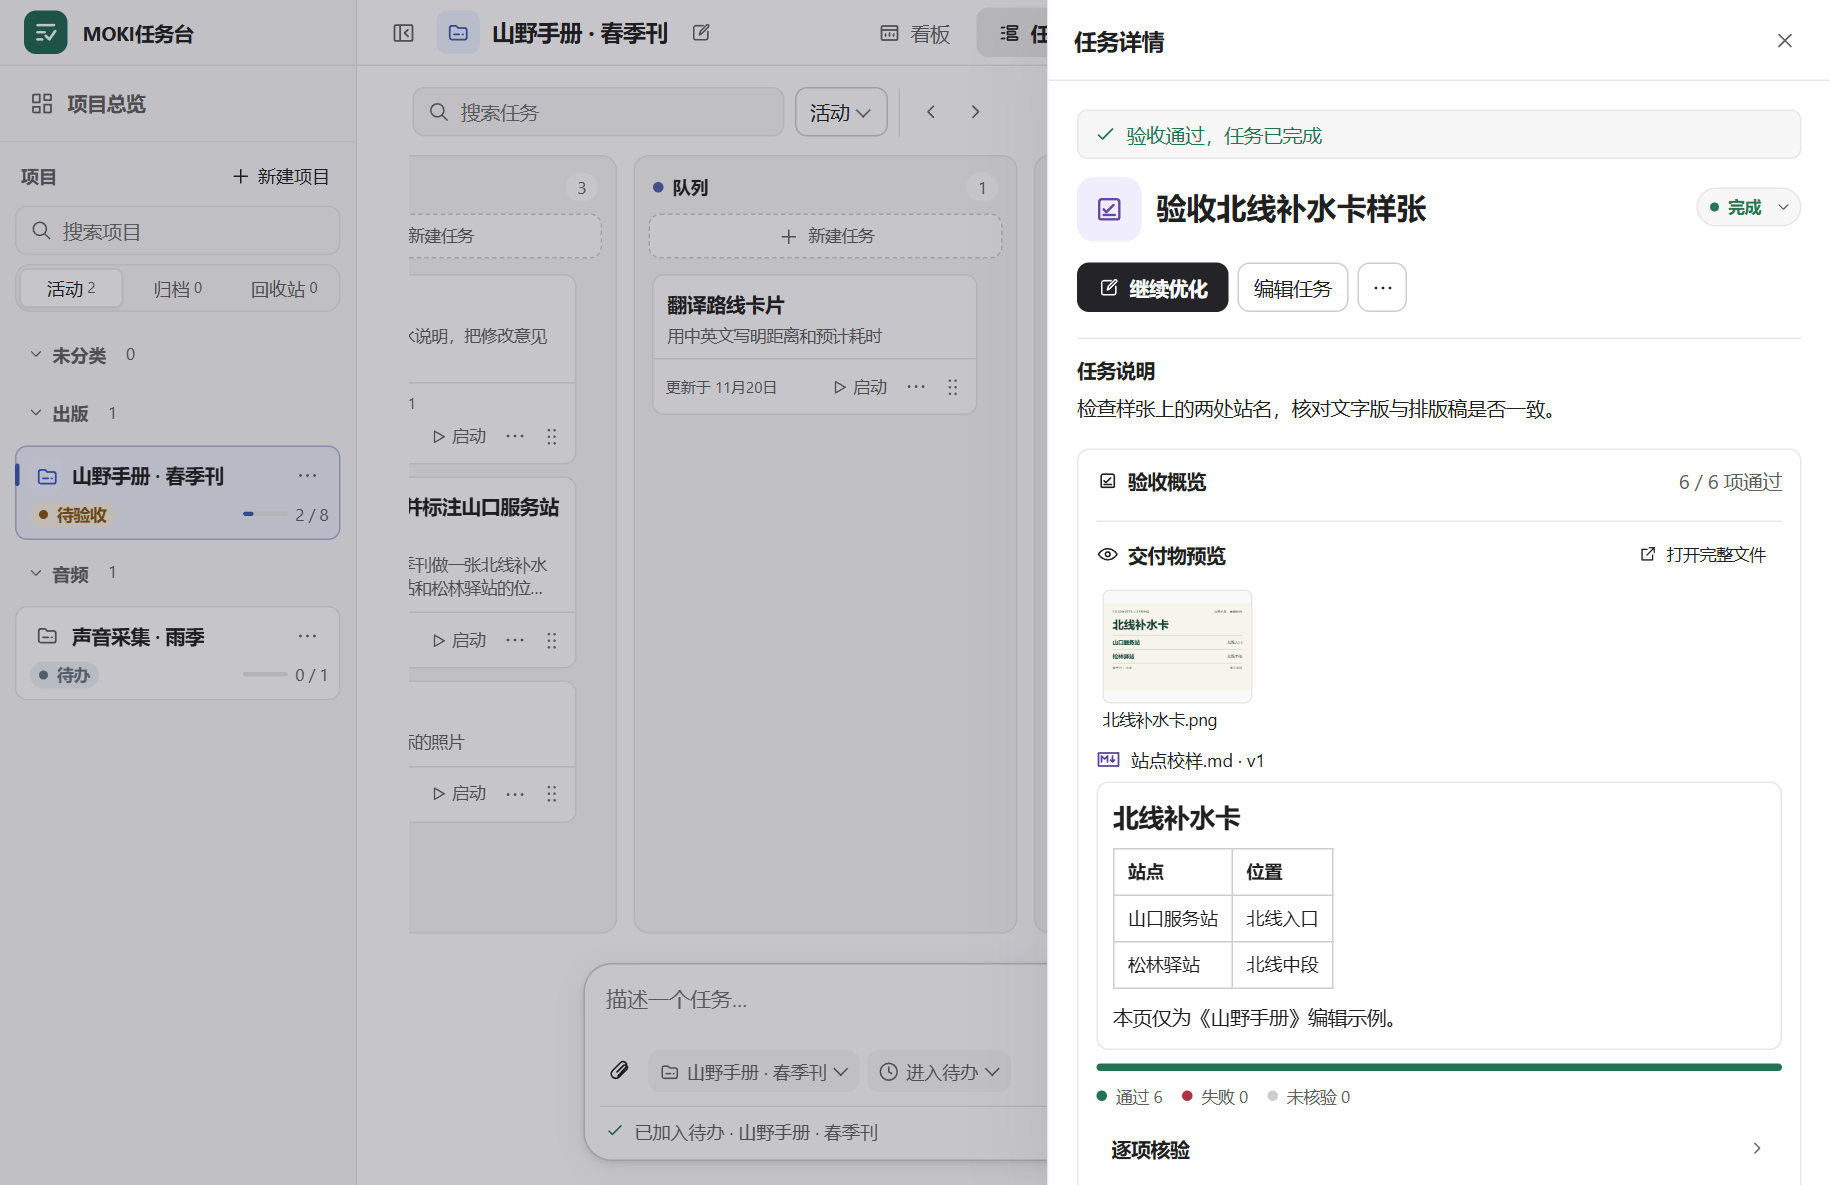 MOKI任务台
项目总览
项目
新建项目
搜索项目
活动 2
归档 0
回收站 0
未分类 0
出版 1
山野手册 · 春季刊
待验收
2 / 8
音频 1
声音采集 · 雨季
待办
0 / 1
山野手册 · 春季刊
看板
搜索任务
活动
3
新建任务
说明，把修改意见
1
启动
并标注山口服务站
季刊做一张北线补水
站和松林驿站的位...
启动
的照片
启动
队列
1
新建任务
翻译路线卡片
用中英文写明距离和预计耗时
更新于 11月20日
启动
描述一个任务...
山野手册 · 春季刊
进入待办
已加入待办 · 山野手册 · 春季刊
任务详情
验收通过，任务已完成
验收北线补水卡样张
完成
继续优化
编辑任务
任务说明
检查样张上的两处站名，核对文字版与排版稿是否一致。
验收概览
6 / 6 项通过
交付物预览
打开完整文件
北线补水卡
山口服务站
松林驿站
北线补水卡.png
站点校样.md · v1
北线补水卡
站点 位置
山口服务站 北线入口
松林驿站 北线中段
本页仅为《山野手册》编辑示例。
通过 6
失败 0
未核验 0
逐项核验